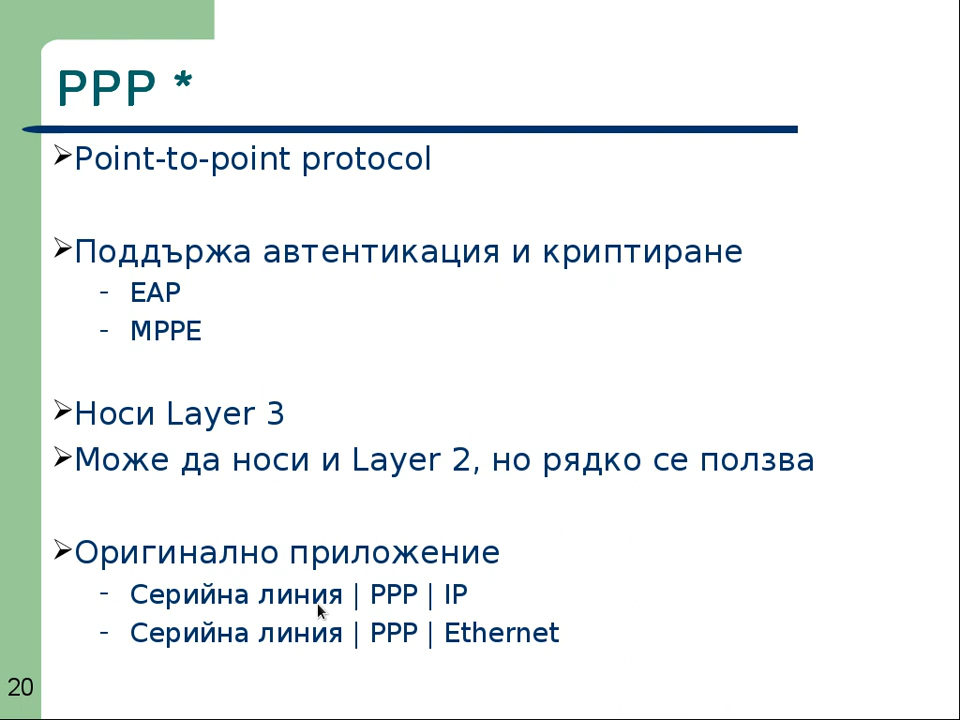 PPP *
Point-to-point protocol
Поддържа автентикация и криптиране
- EAP
- MPPE
Носи Layer 3
Може да носи и Layer 2, но рядко се ползва
Оригинално приложение
- Серийна линия | PPP | IP
- Серийна линия | PPP | Ethernet
20